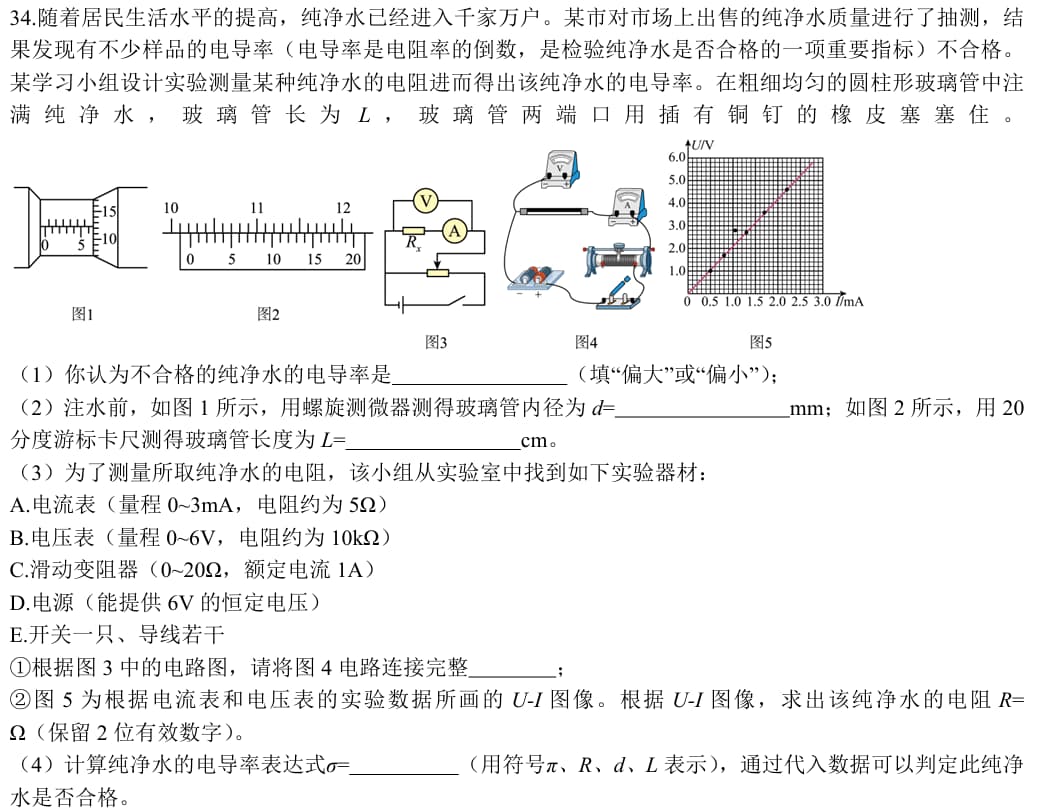 34.随着居民生活水平的提高，纯净水已经进入千家万户。某市对市场上出售的纯净水质量进行了抽测，结
果发现有不少样品的电导率（电导率是电阻率的倒数，是检验纯净水是否合格的一项重要指标）不合格。
某学习小组设计实验测量某种纯净水的电阻进而得出该纯净水的电导率。在粗细均匀的圆柱形玻璃管中注
满纯净水，玻璃管长为 L，玻璃管两端口用插有铜钉的橡皮塞塞住。
0 5 15 10
图1
10 11 12
0 5 10 15 20
图2
V
A
Rx
图3
V
A
- +
图4
U/V
6.0
5.0
4.0
3.0
2.0
1.0
0 0.5 1.0 1.5 2.0 2.5 3.0 I/mA
图5
（1）你认为不合格的纯净水的电导率是________________（填“偏大”或“偏小”）；
（2）注水前，如图 1 所示，用螺旋测微器测得玻璃管内径为 d=________________mm；如图 2 所示，用 20
分度游标卡尺测得玻璃管长度为 L=________________cm。
（3）为了测量所取纯净水的电阻，该小组从实验室中找到如下实验器材：
A.电流表（量程 0~3mA，电阻约为 5Ω）
B.电压表（量程 0~6V，电阻约为 10kΩ）
C.滑动变阻器（0~20Ω，额定电流 1A）
D.电源（能提供 6V 的恒定电压）
E.开关一只、导线若干
①根据图 3 中的电路图，请将图 4 电路连接完整________；
②图 5 为根据电流表和电压表的实验数据所画的 U-I 图像。根据 U-I 图像，求出该纯净水的电阻 R=
Ω（保留 2 位有效数字）。
（4）计算纯净水的电导率表达式σ=__________（用符号π、R、d、L 表示），通过代入数据可以判定此纯净
水是否合格。